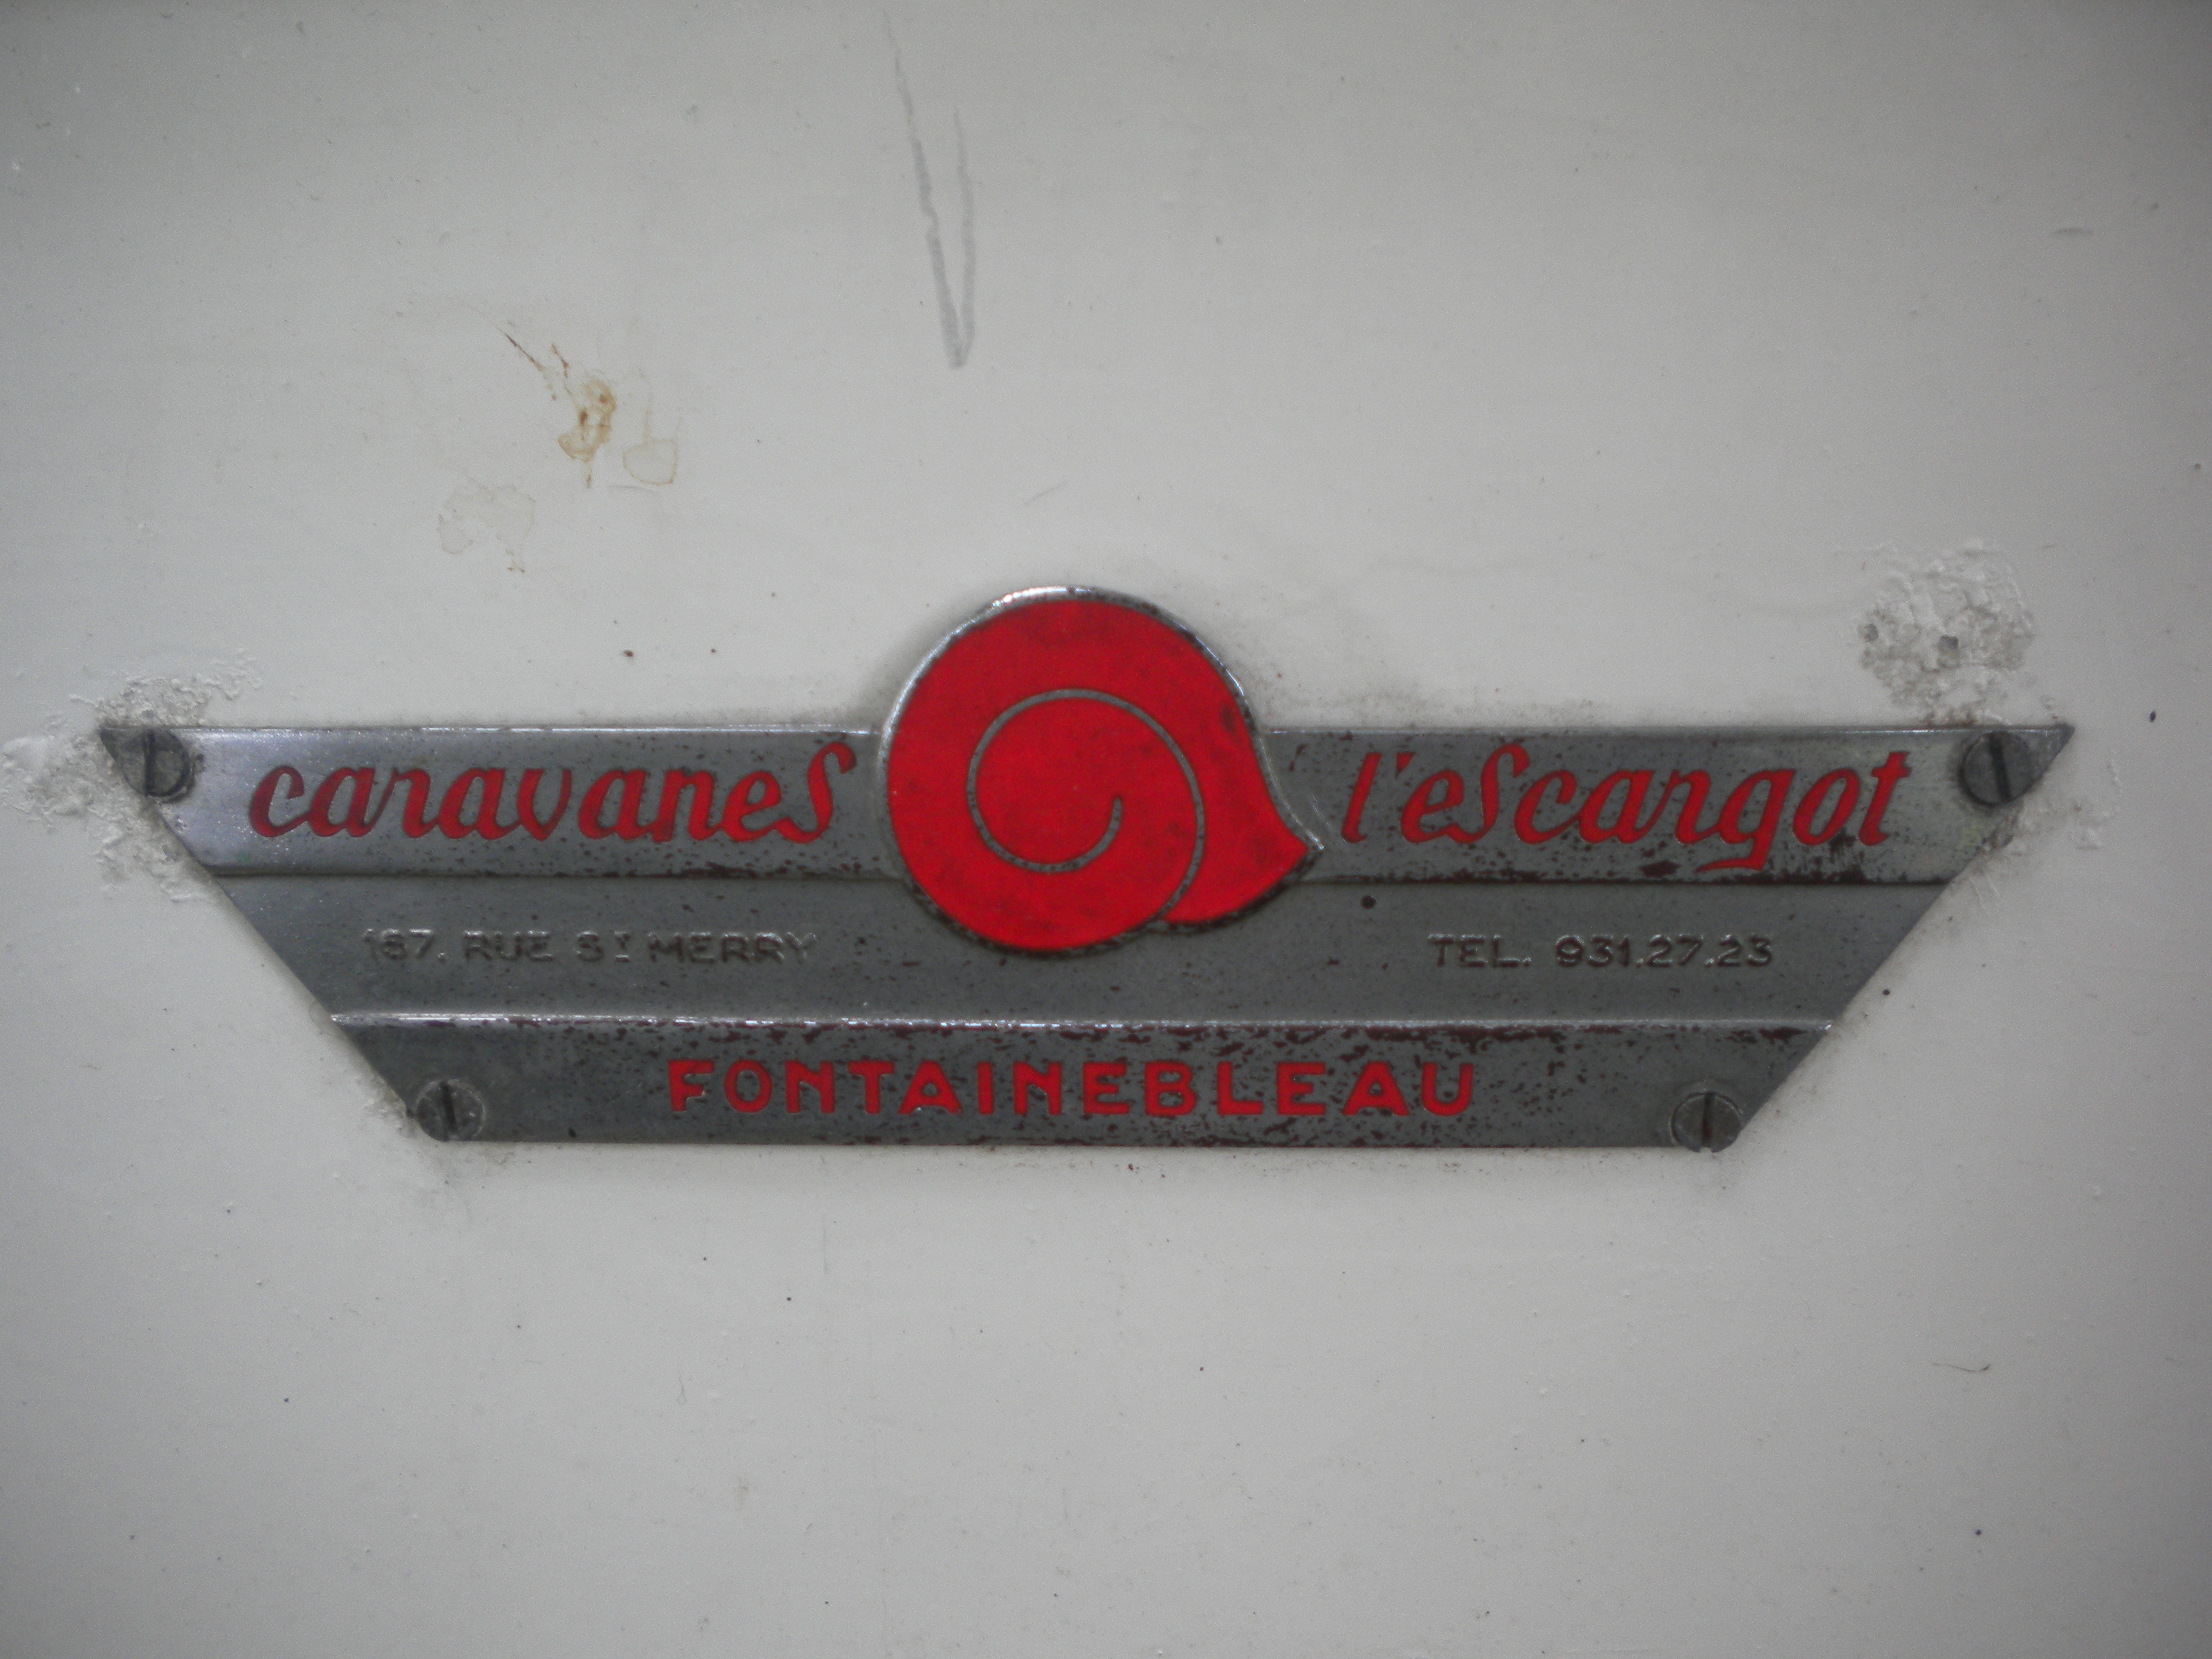 caravanes l'escargot
167. RUE ST MERRY TEL. 931.27.23
FONTAINEBLEAU